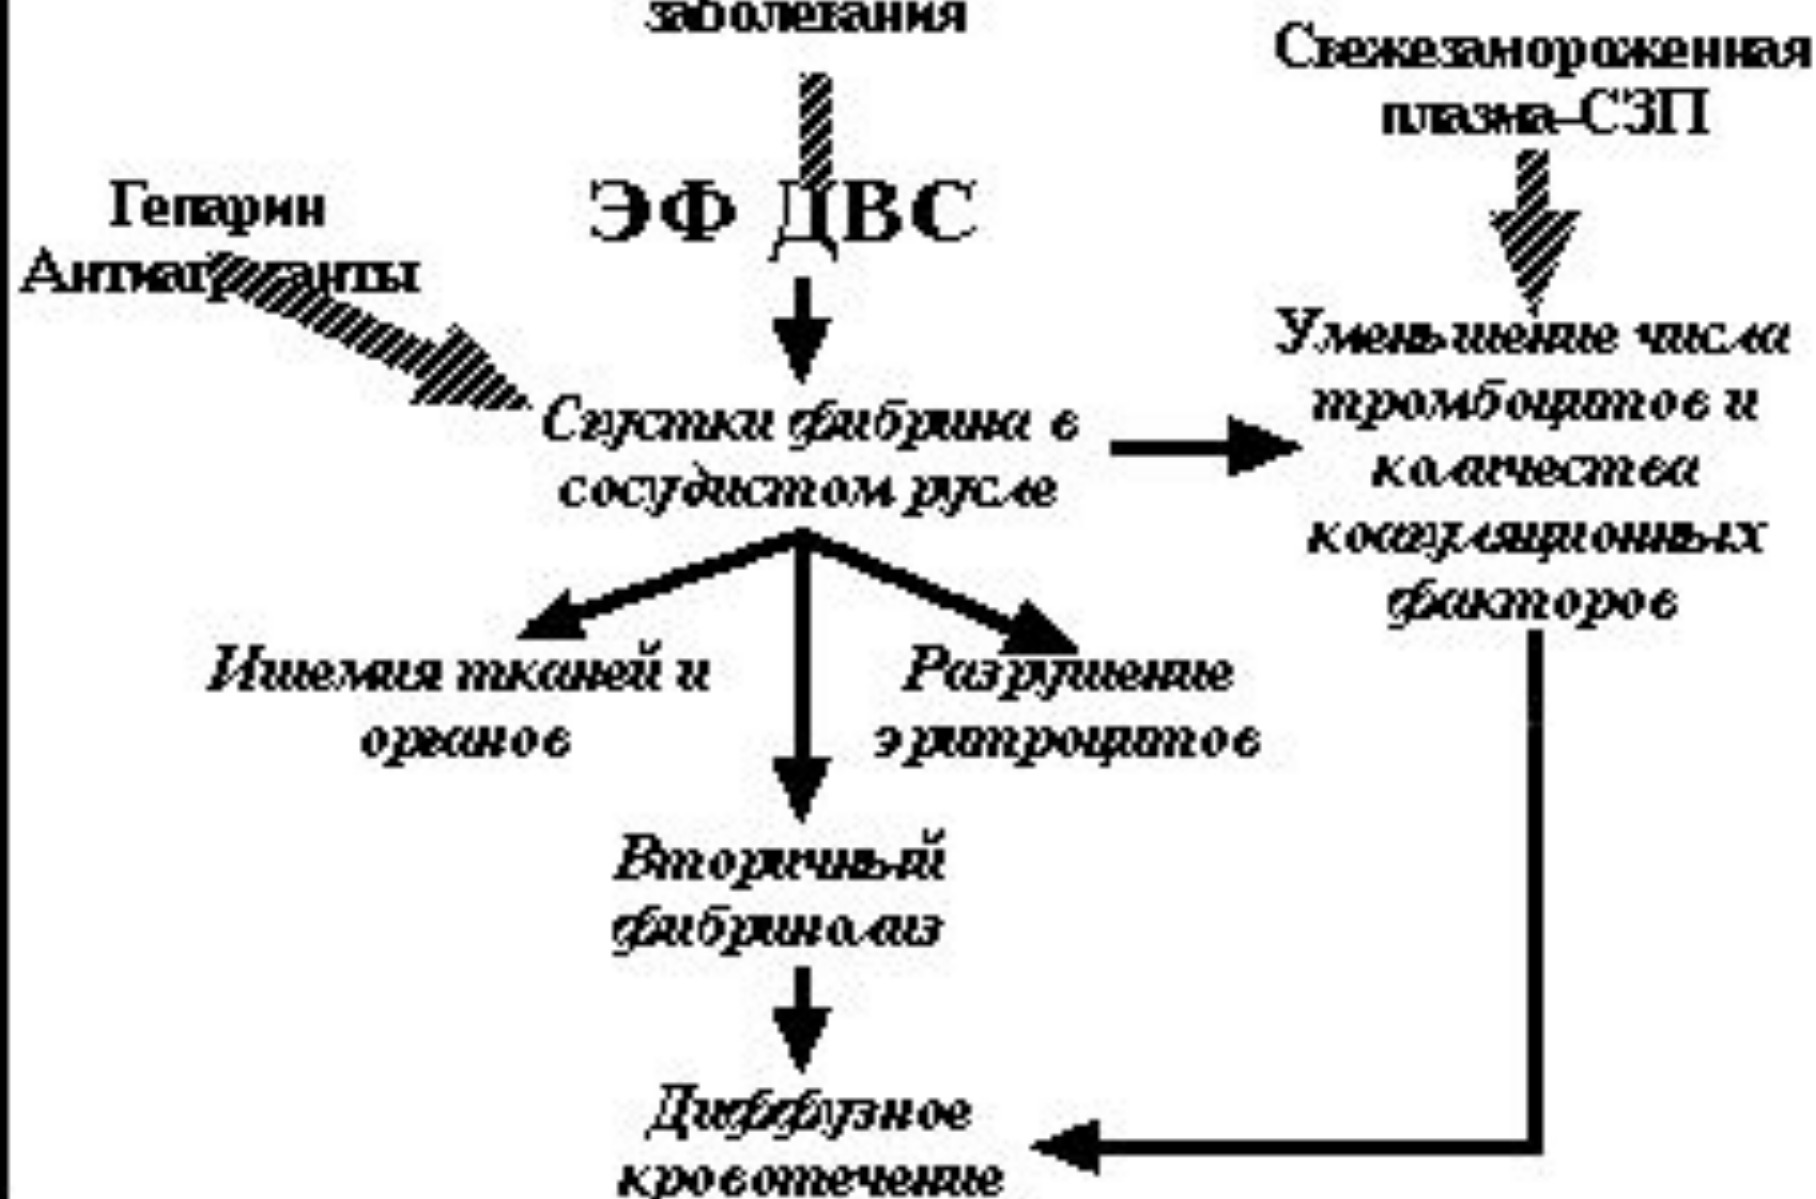 заболевания
Свежезамороженная
плазма-СЗП
Гепарин
Антиагреганты
ЭФ ДВС
Уменьшение числа
тромбоцитов и
количества
коагуляционных
факторов
Сгустки фибрина в
сосудистом русле
Ишемия тканей и
органов
Разрушение
эритроцитов
Вторичный
фибринолиз
Диффузное
кровотечение